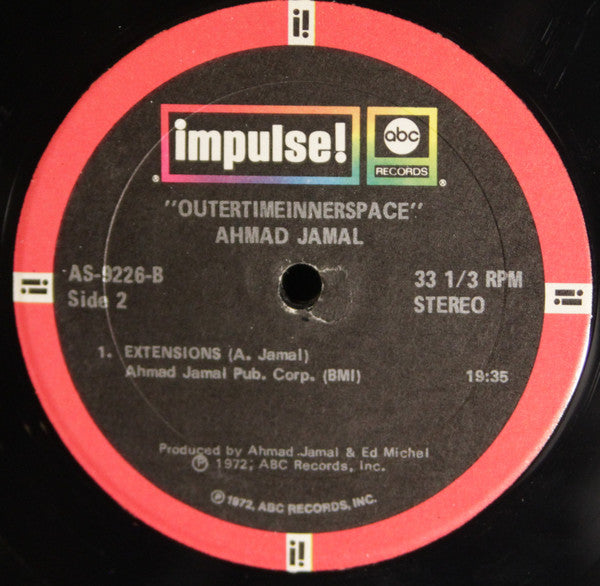 i!
impulse!
abc
RECORDS
® ®
"OUTERTIMEINNERSPACE"
AHMAD JAMAL
AS-9226-B
Side 2
33 1/3 RPM
STEREO
i!
i!
1. EXTENSIONS (A. Jamal)
Ahmad Jamal Pub. Corp. (BMI) 19:35
Produced by Ahmad Jamal & Ed Michel
℗ 1972, ABC Records, Inc.
℗ 1972, ABC RECORDS, INC.
i!